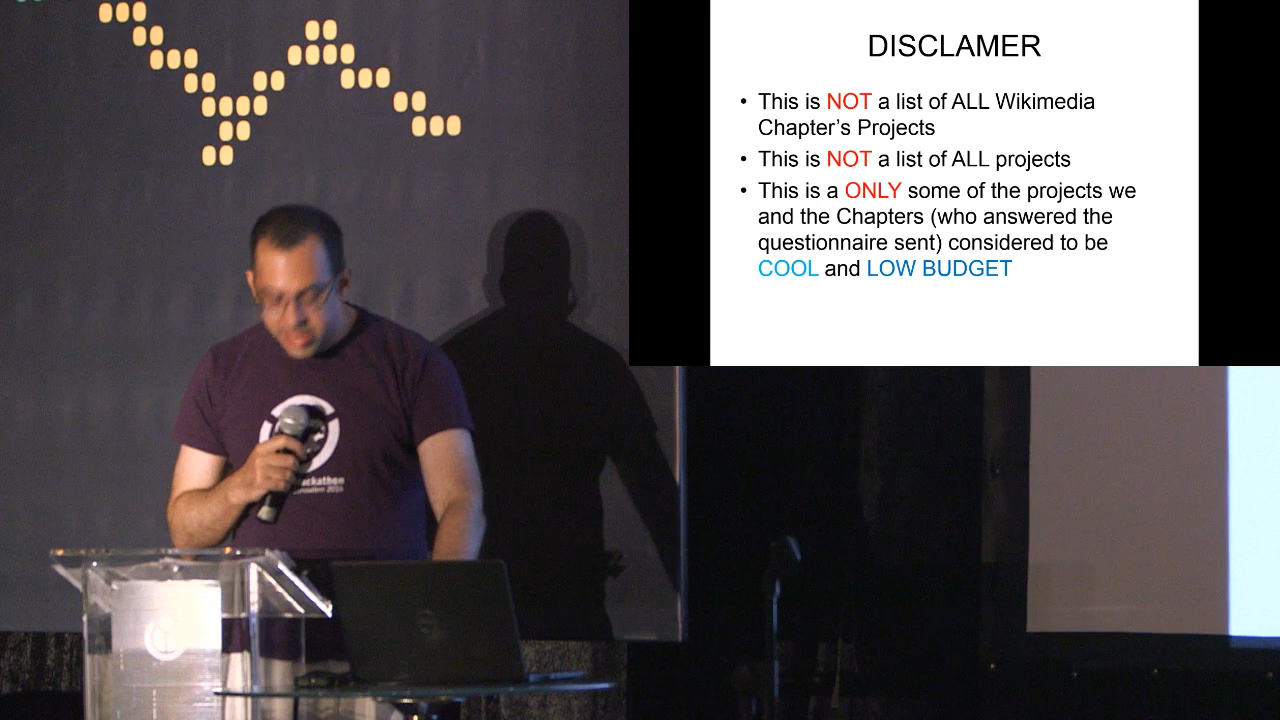 DISCLAMER
• This is NOT a list of ALL Wikimedia
Chapter’s Projects
• This is NOT a list of ALL projects
• This is a ONLY some of the projects we
and the Chapters (who answered the
questionnaire sent) considered to be
COOL and LOW BUDGET